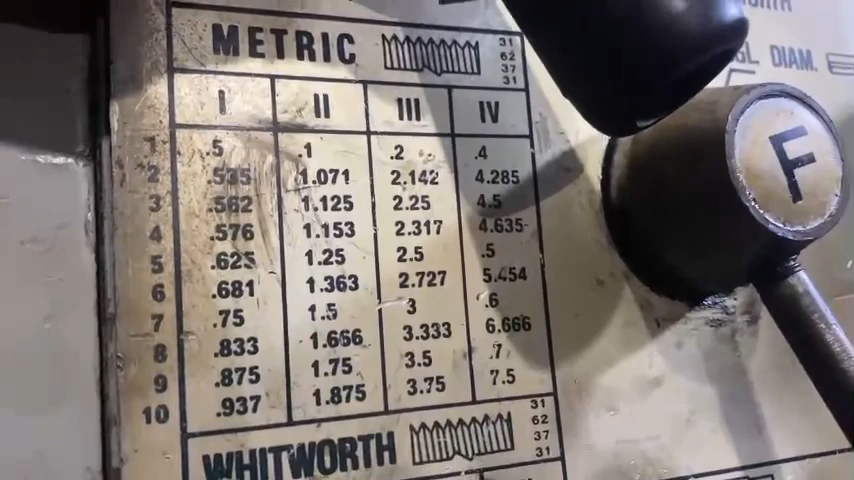 METRIC 31 62 37 31
I II III IV
1 .5 1 2 4
2 .535 1.071 2.142 4.285
3 .562 1.125 2.25 4.5
4 .576 1.153 2.317 4.635
5 .625 1.25 2.5 5
6 .681 1.363 2.727 5.454
7 .75 1.5 3 6
8 .833 1.666 3.333 6.666
9 .875 1.75 3.5 7
10 .937 1.875 3.75 7.5
WHITWORTH 31 62 37 31
DIAM.
F